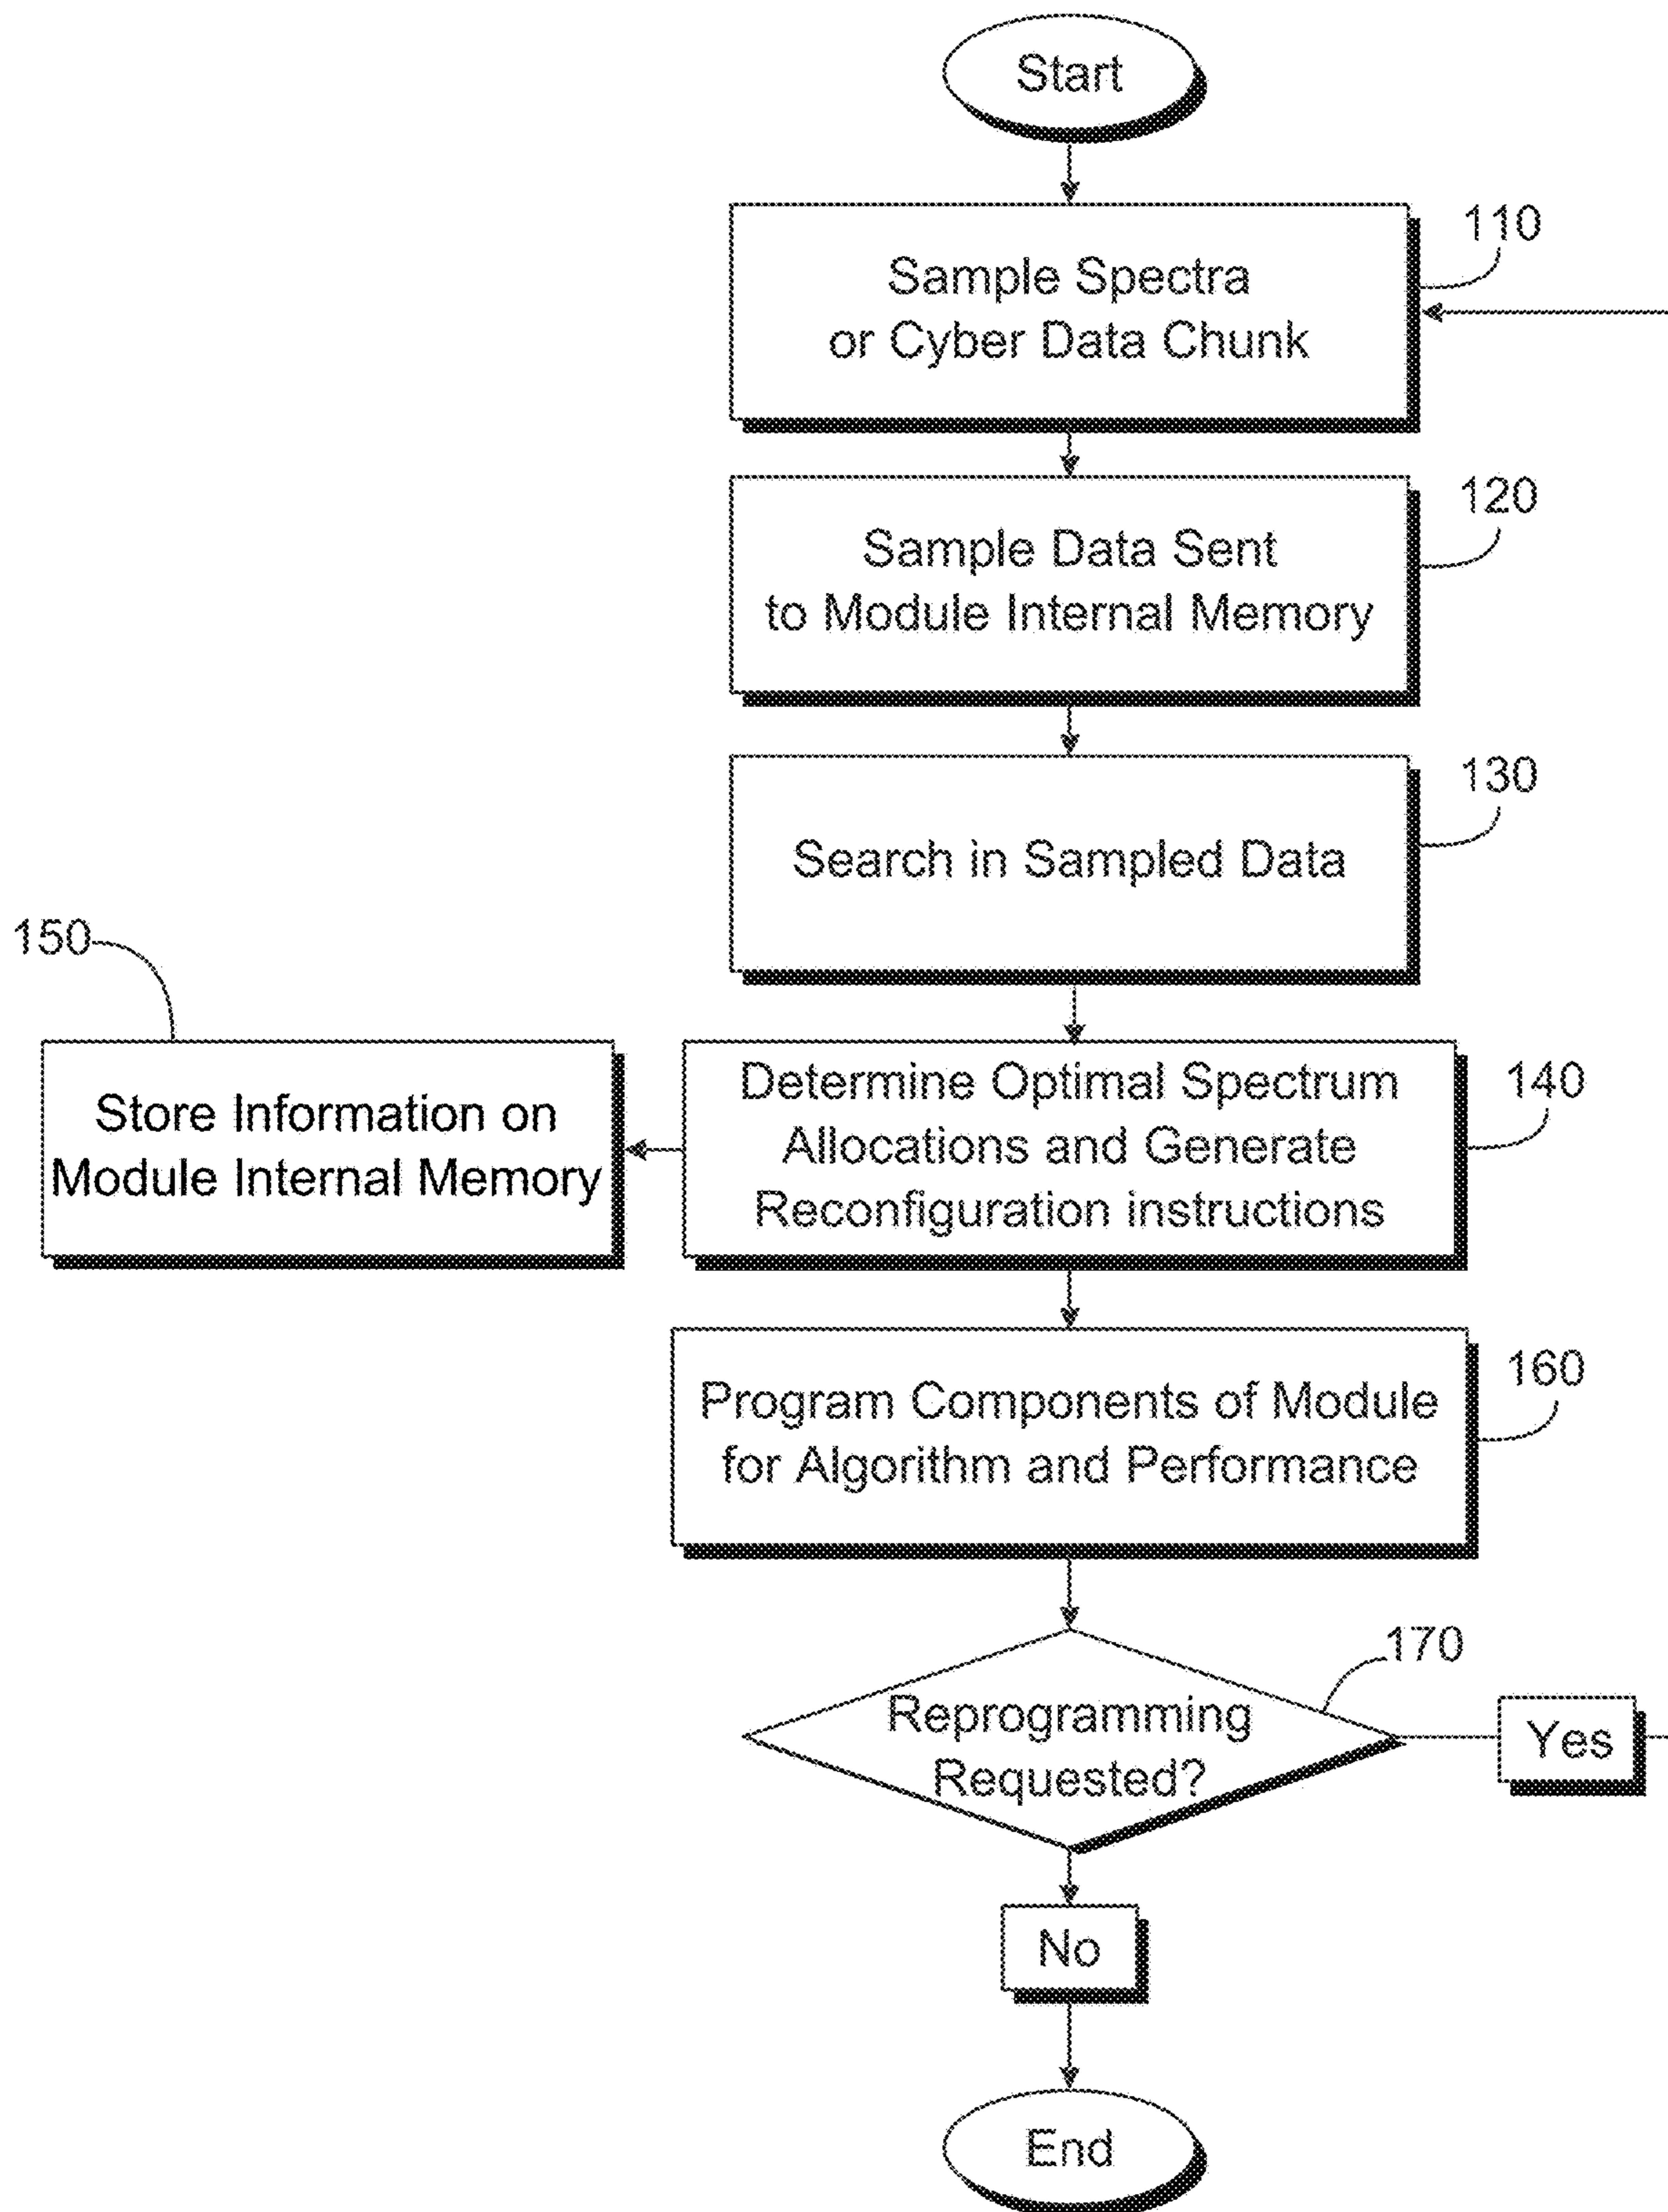 Start
110
Sample Spectra
or Cyber Data Chunk
120
Sample Data Sent
to Module Internal Memory
130
Search in Sampled Data
150
Store Information on
Module Internal Memory
140
Determine Optimal Spectrum
Allocations and Generate
Reconfiguration instructions
160
Program Components of Module
for Algorithm and Performance
170
Reprogramming
Requested?
Yes
No
End